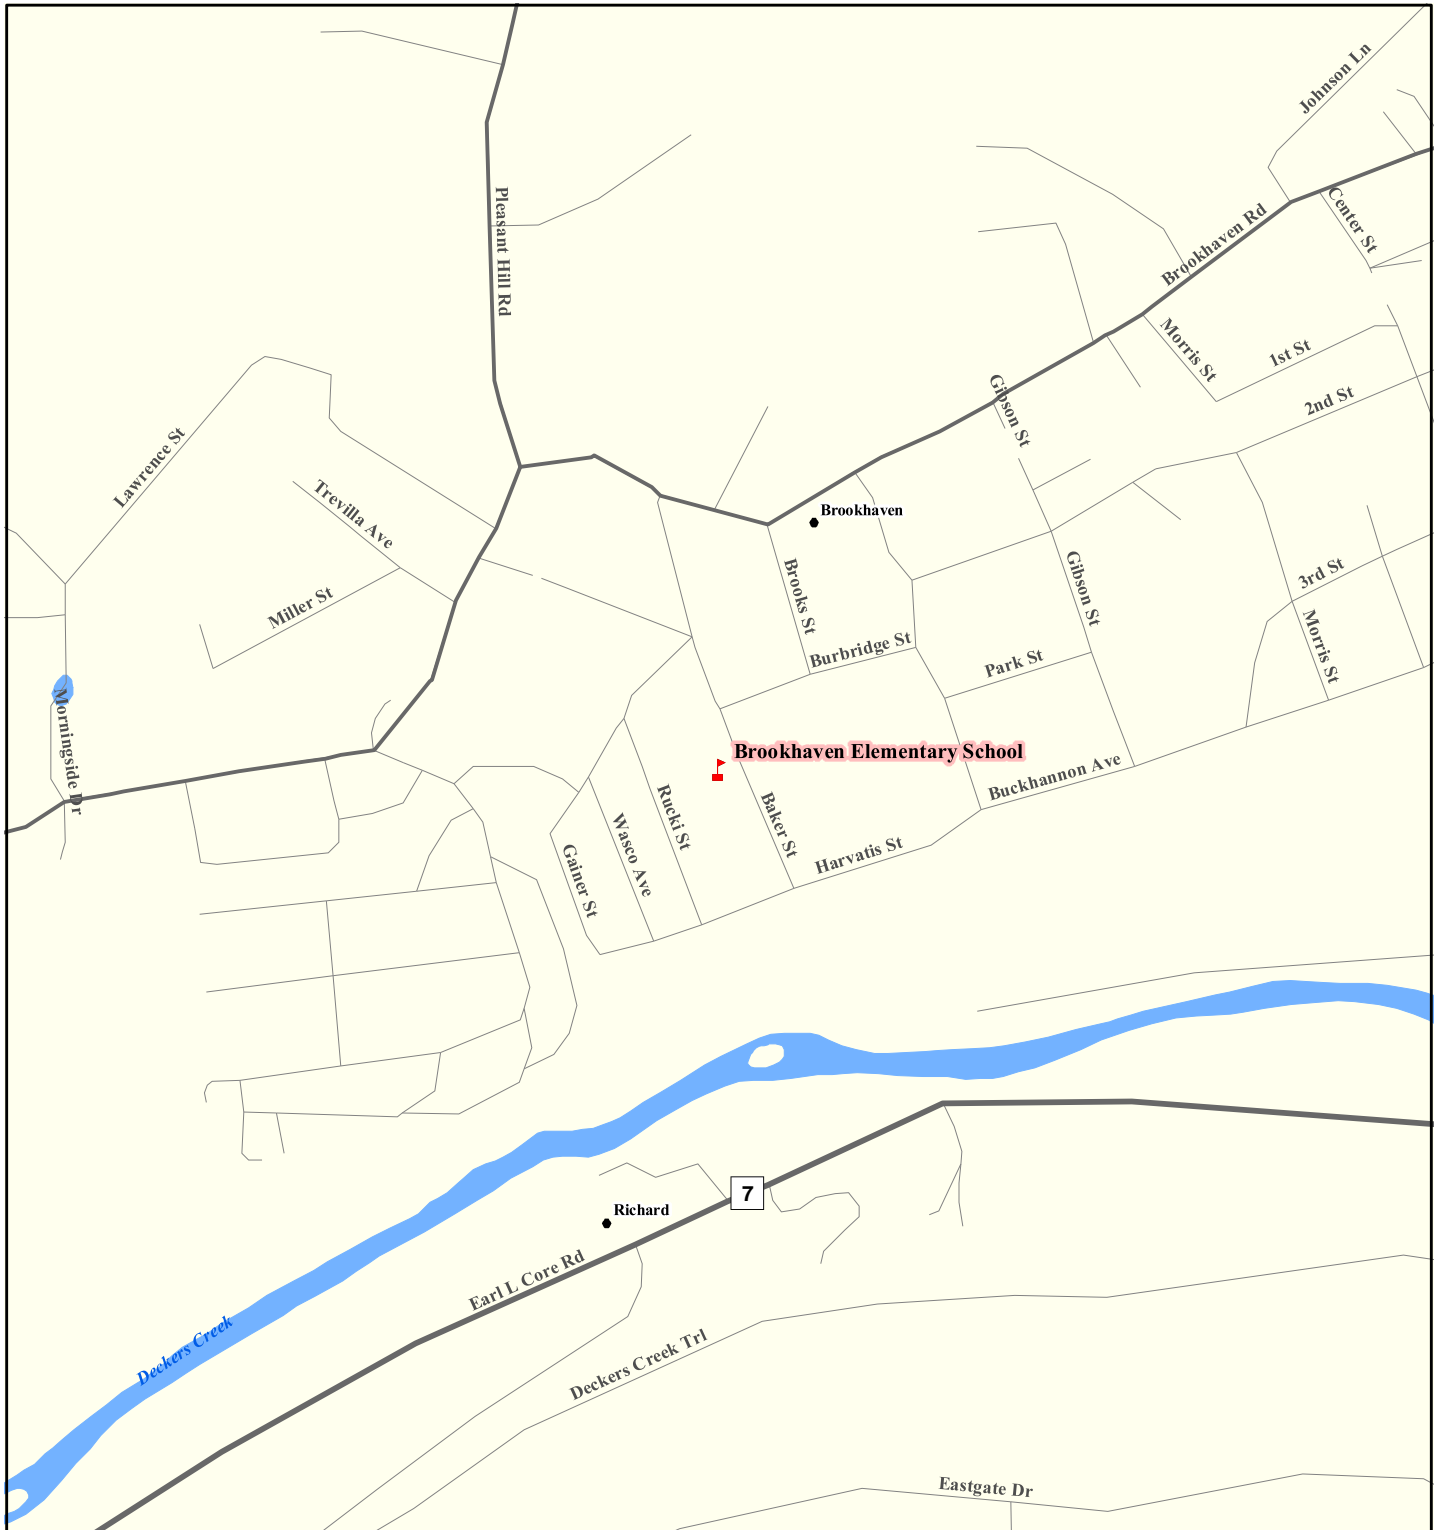 Johnson Ln
Pleasant Hill Rd
Brookhaven Rd
Center St
Morris St
1st St
Gibson St
2nd St
Lawrence St
Trevilla Ave
Brookhaven
Brooks St
Gibson St
3rd St
Miller St
Burbridge St
Park St
Morris St
Morningside Dr
Brookhaven Elementary School
Buckhannon Ave
Rucki St
Baker St
Wasco Ave
Harvatis St
Gainer St
7
Richard
Earl L Core Rd
Deckers Creek
Deckers Creek Trl
Eastgate Dr